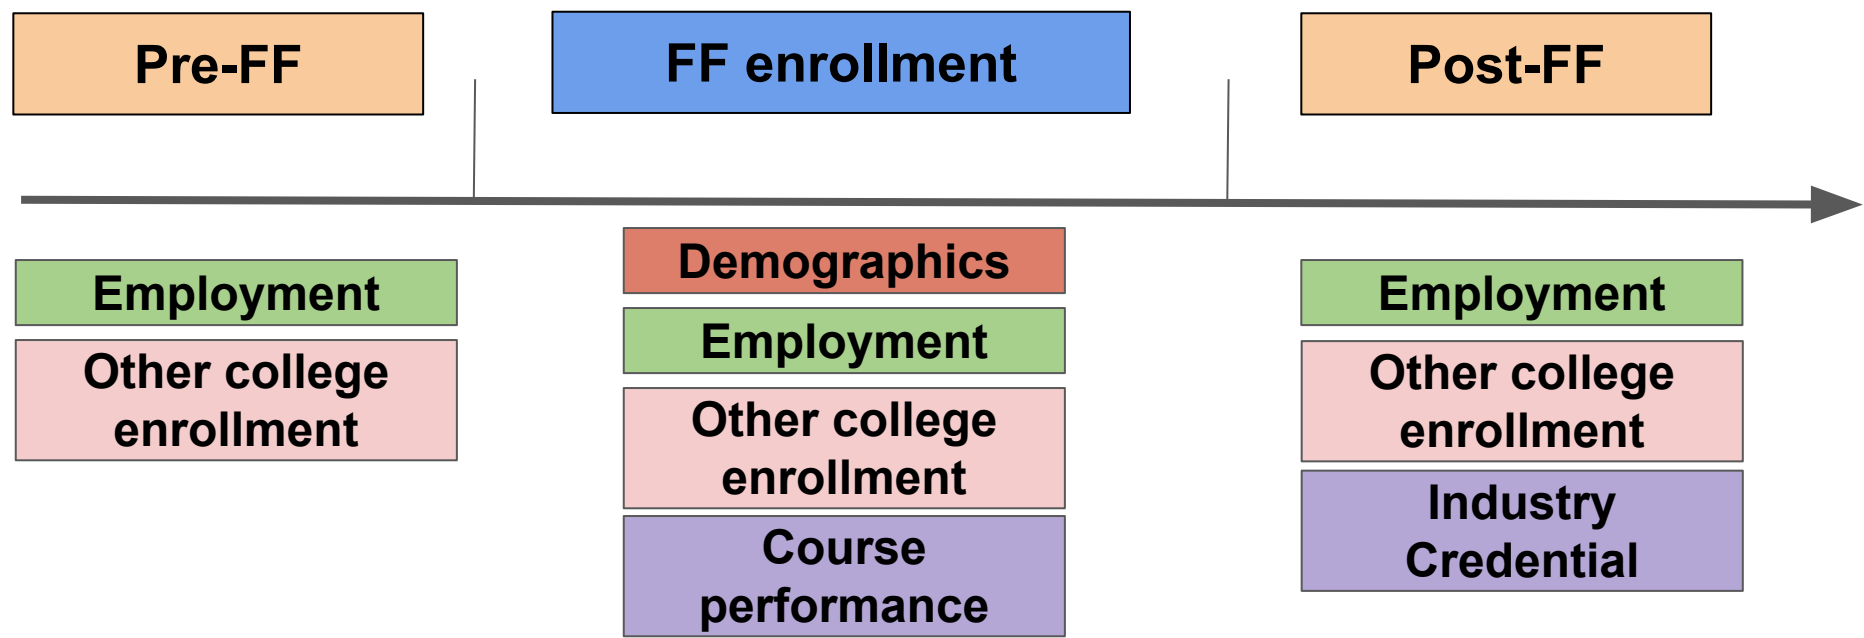 Pre-FF
FF enrollment
Post-FF
Employment
Other college
enrollment
Demographics
Employment
Other college
enrollment
Course
performance
Employment
Other college
enrollment
Industry
Credential